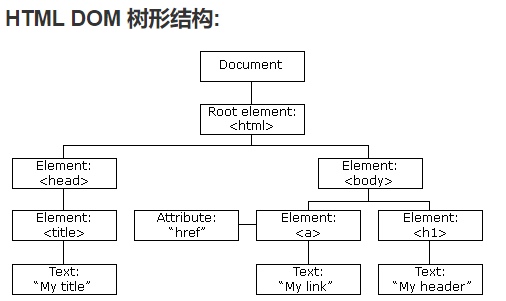 HTML DOM 树形结构:
Document
Root element:
<html>
Element:
<head>
Element:
<body>
Element:
<title>
Attribute:
"href"
Element:
<a>
Element:
<h1>
Text:
"My title"
Text:
"My link"
Text:
"My header"